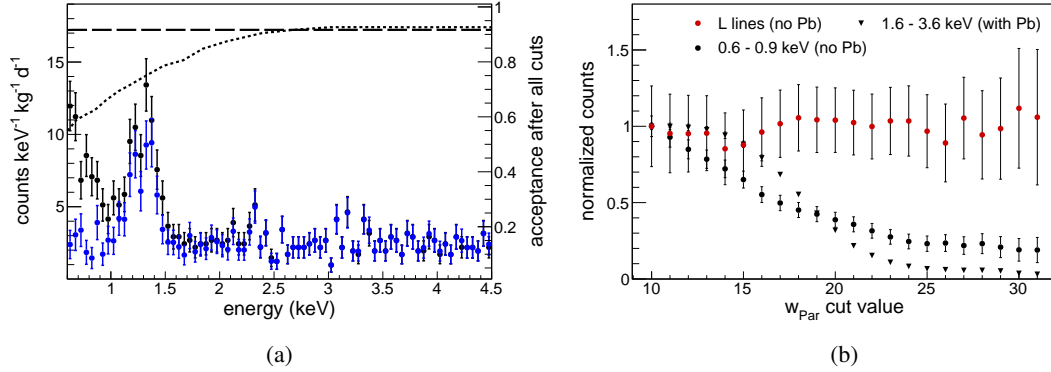 counts keV⁻¹ kg⁻¹ d⁻¹
15
10
5
1 1.5 2 2.5 3 3.5 4 4.5
energy (keV)
1
0.8
0.6
0.4
0.2
acceptance after all cuts
(a)
normalized counts
1.5
1
0.5
0
10 15 20 25 30
w_Par cut value
L lines (no Pb)
0.6 - 0.9 keV (no Pb)
1.6 - 3.6 keV (with Pb)
(b)